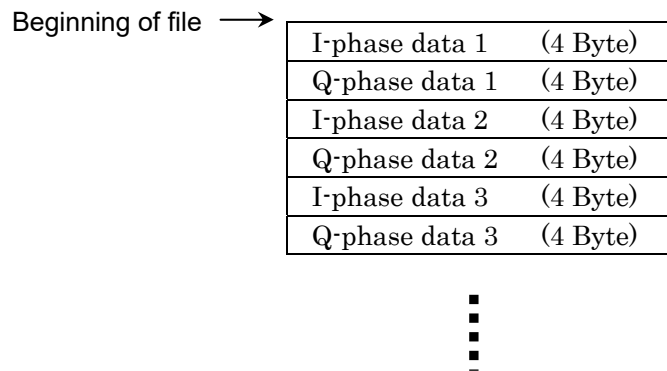 Beginning of file
I-phase data 1 (4 Byte)
Q-phase data 1 (4 Byte)
I-phase data 2 (4 Byte)
Q-phase data 2 (4 Byte)
I-phase data 3 (4 Byte)
Q-phase data 3 (4 Byte)